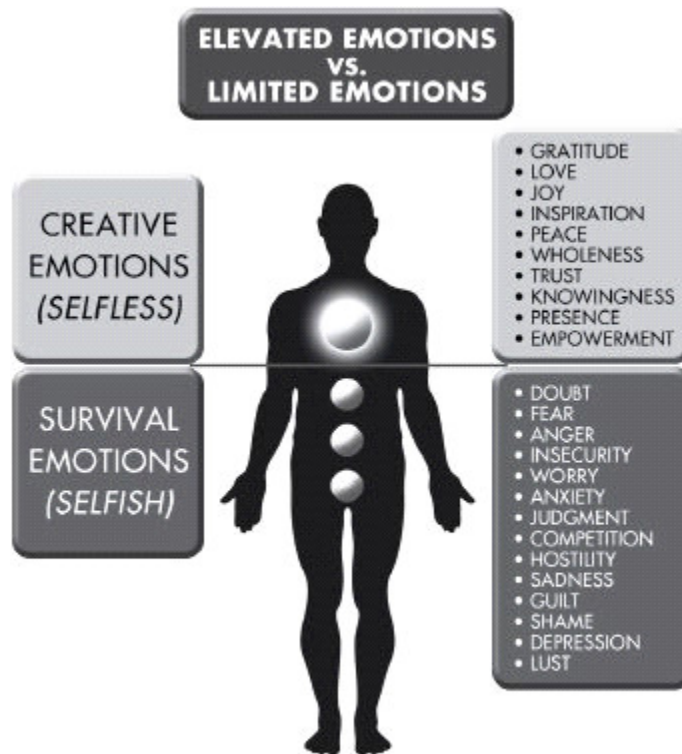 ELEVATED EMOTIONS
VS.
LIMITED EMOTIONS
CREATIVE
EMOTIONS
(SELFLESS)
• GRATITUDE
• LOVE
• JOY
• INSPIRATION
• PEACE
• WHOLENESS
• TRUST
• KNOWINGNESS
• PRESENCE
• EMPOWERMENT
SURVIVAL
EMOTIONS
(SELFISH)
• DOUBT
• FEAR
• ANGER
• INSECURITY
• WORRY
• ANXIETY
• JUDGMENT
• COMPETITION
• HOSTILITY
• SADNESS
• GUILT
• SHAME
• DEPRESSION
• LUST